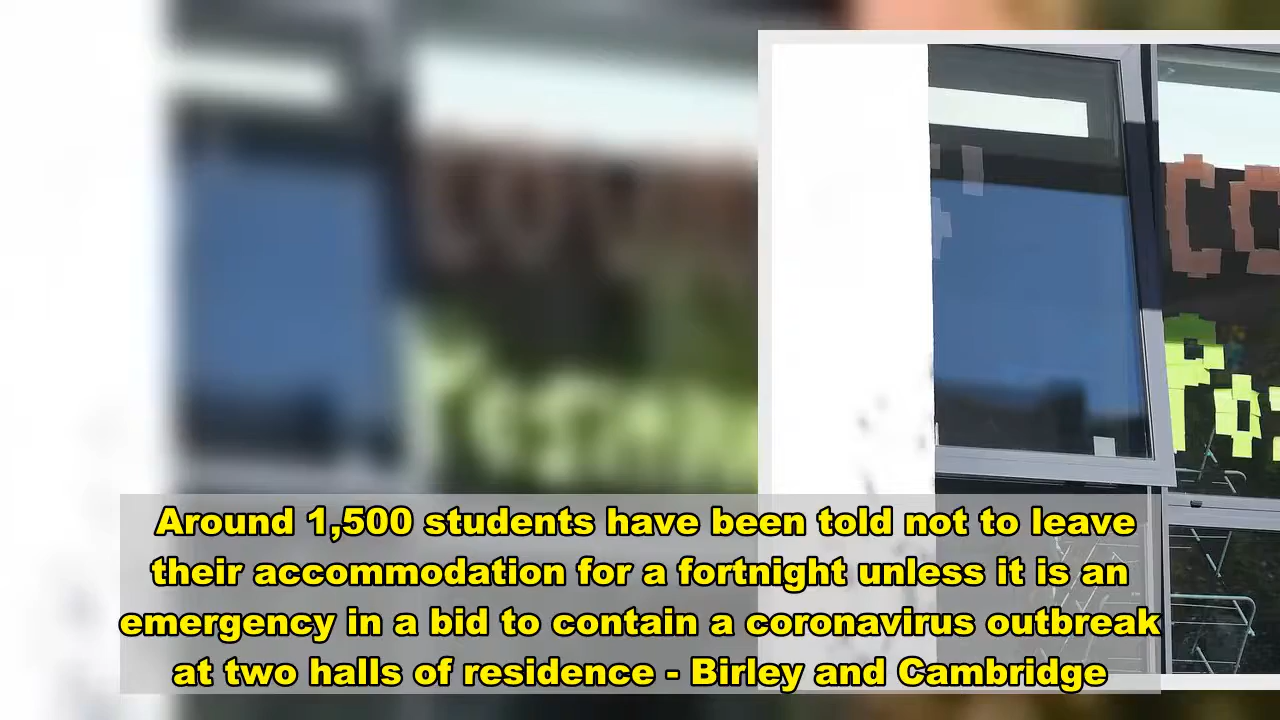 Around 1,500 students have been told not to leave
their accommodation for a fortnight unless it is an
emergency in a bid to contain a coronavirus outbreak
at two halls of residence - Birley and Cambridge